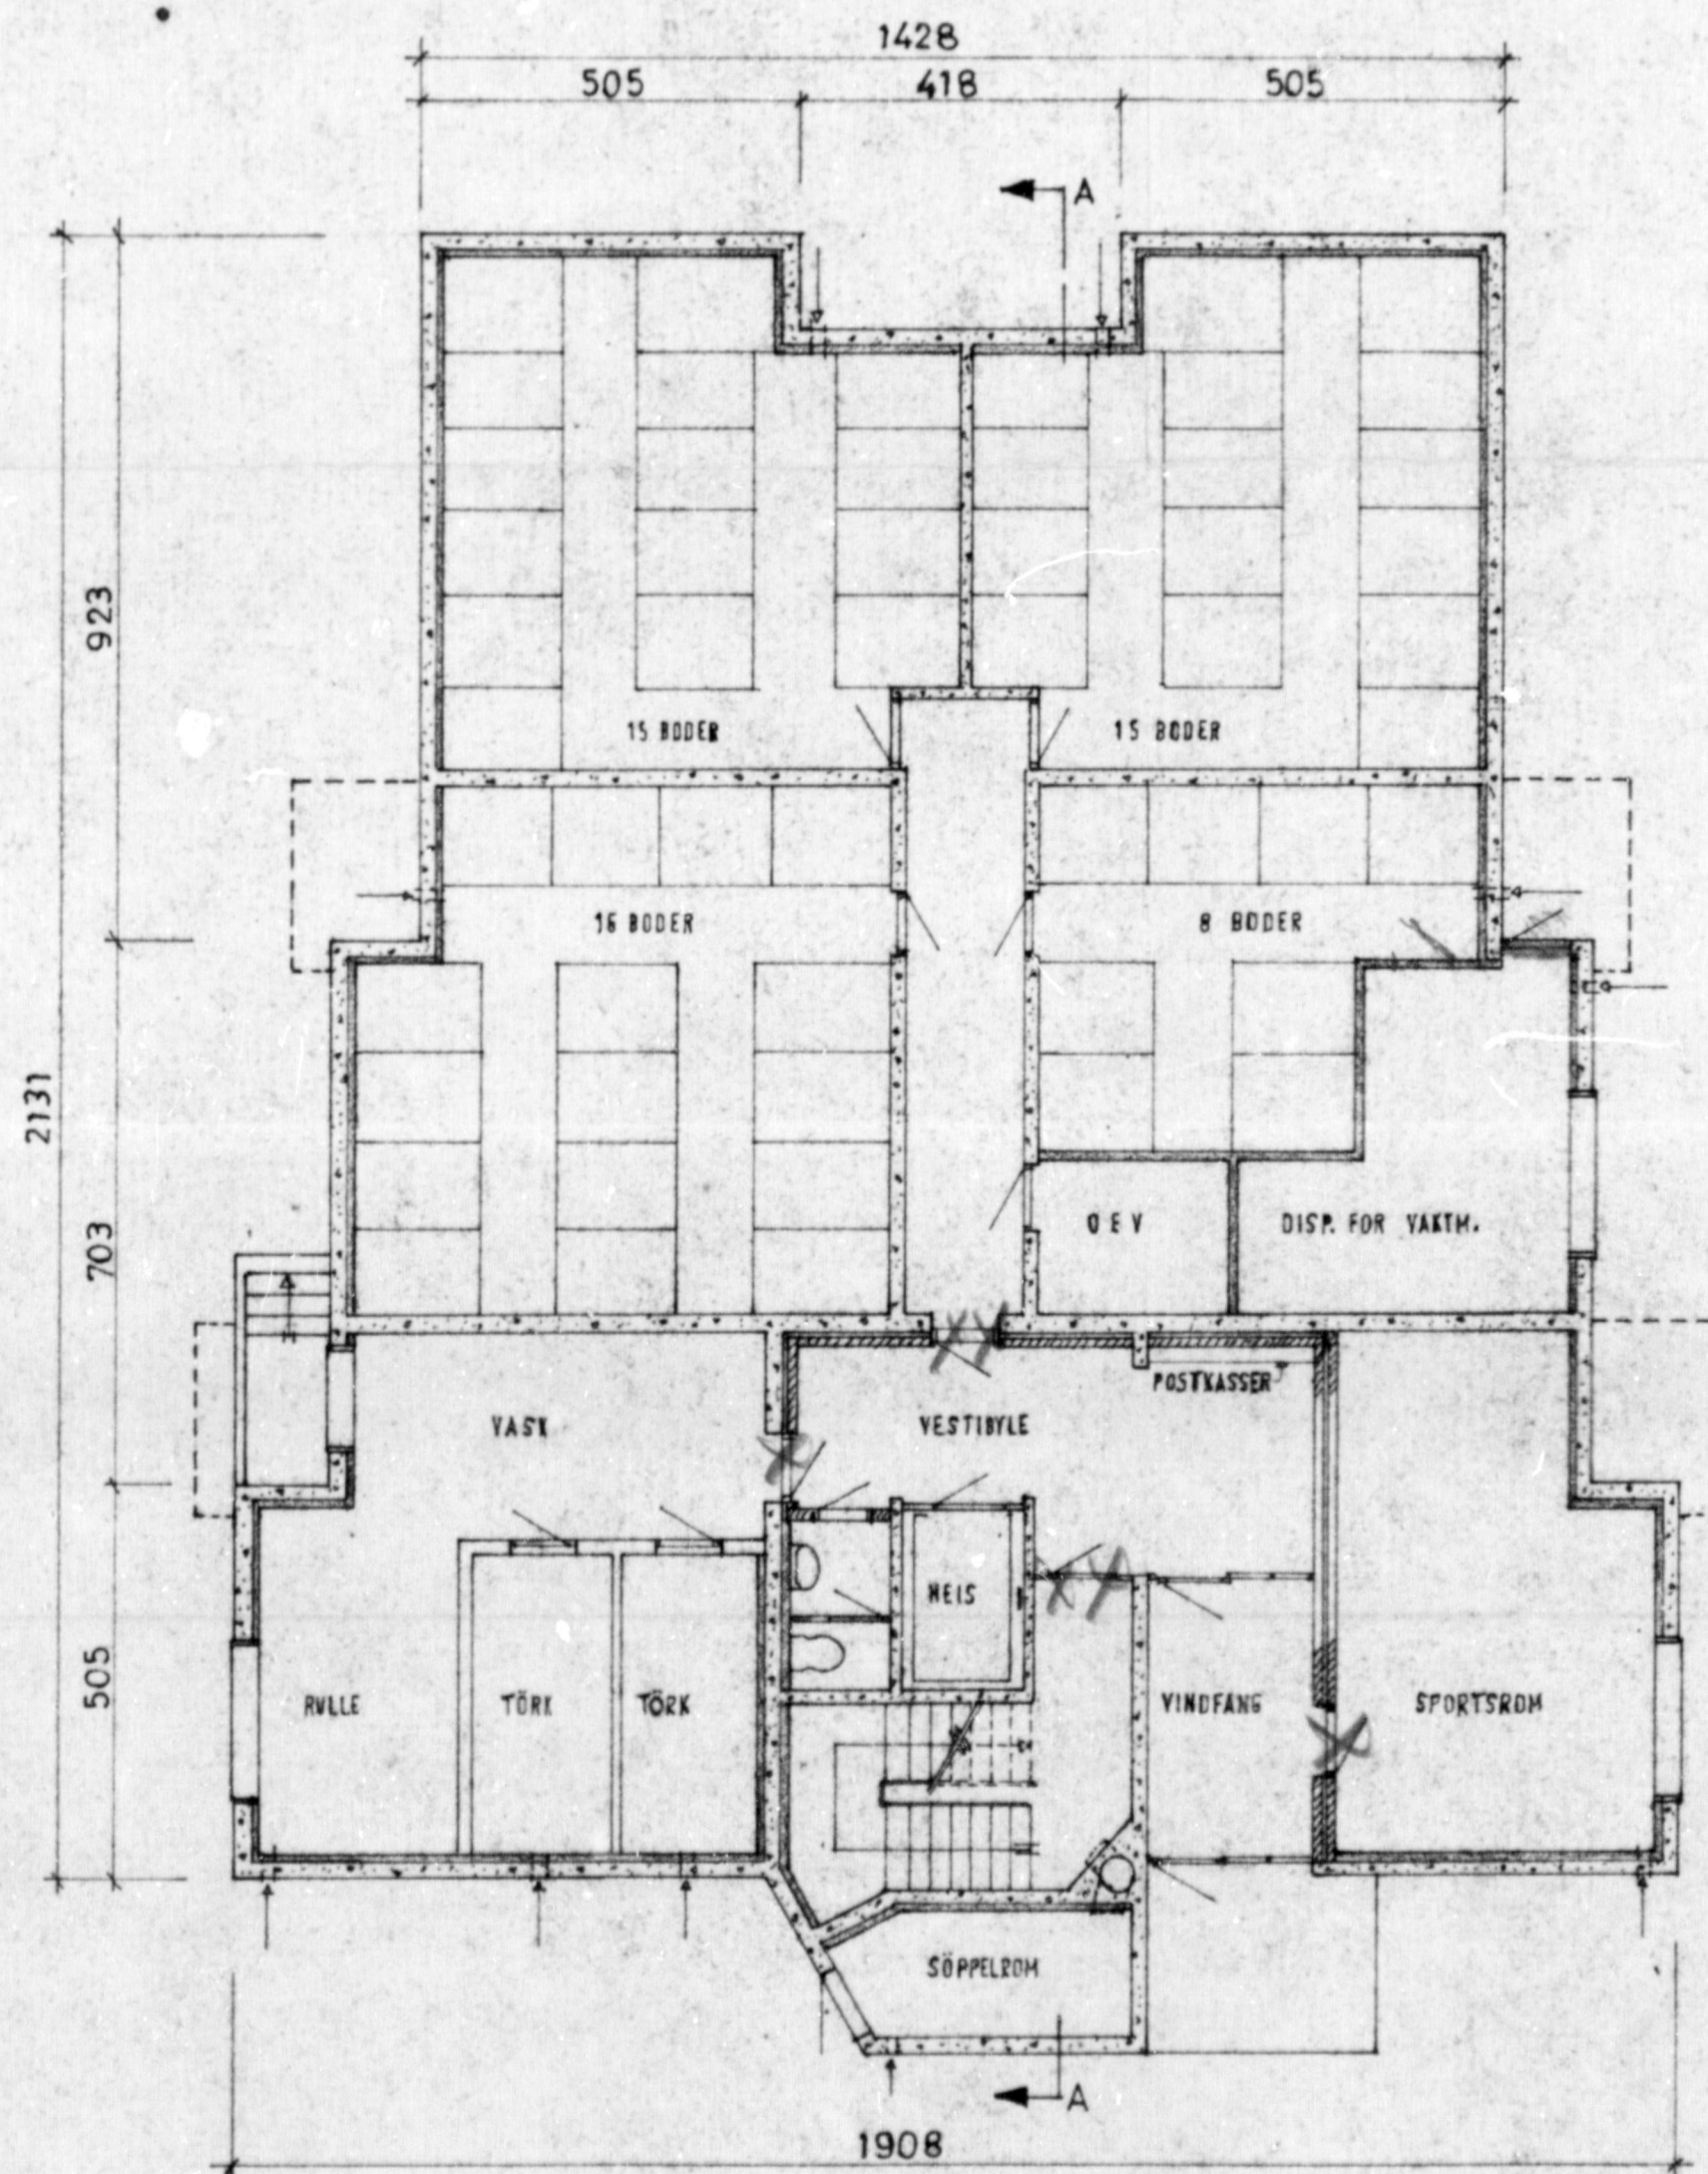 1428
505 418 505
A
923
15 BODER 15 BODER
16 BODER 8 BODER
2131
703
O E V DISP. FOR VAKTM.
POSTKASSER
VASK VESTIBYLE
HEIS
505
RULLE TÖRK TÖRK VINDFANG SPORTSROM
SÖPPELROM
A
1908